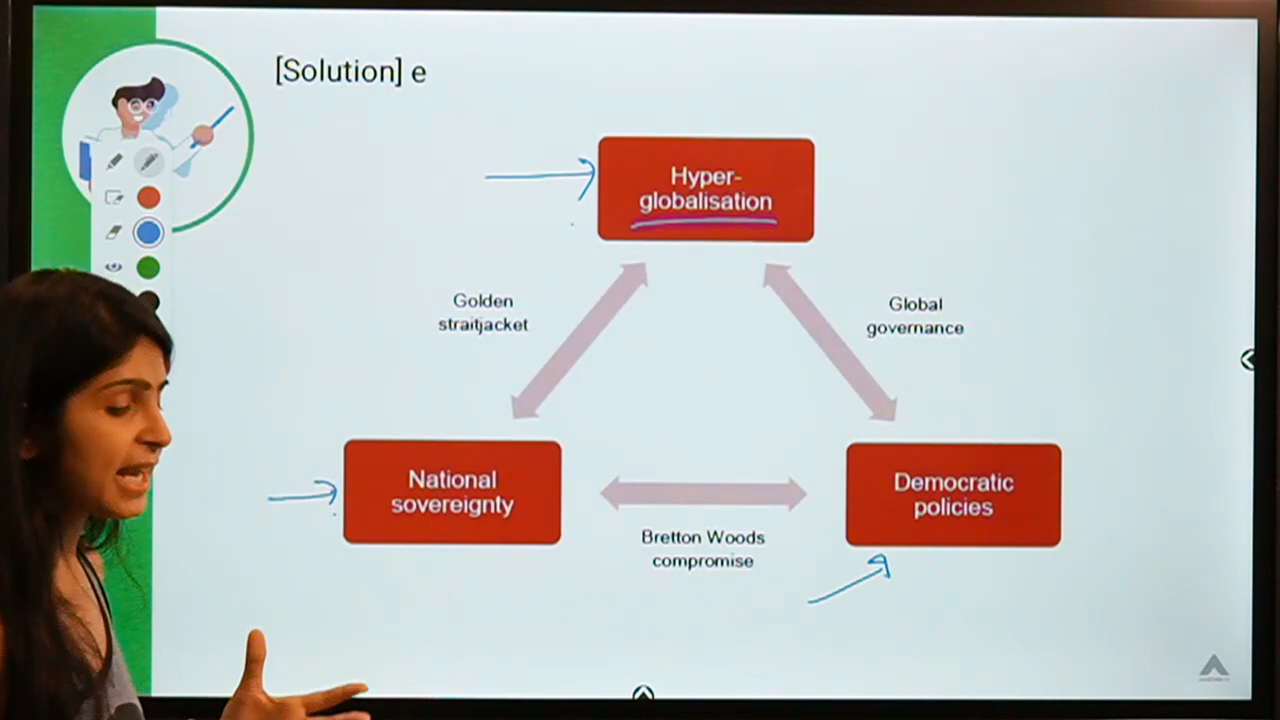 [Solution] e
Hyper-
globalisation
Golden
straitjacket
Global
governance
National
sovereignty
Democratic
policies
Bretton Woods
compromise